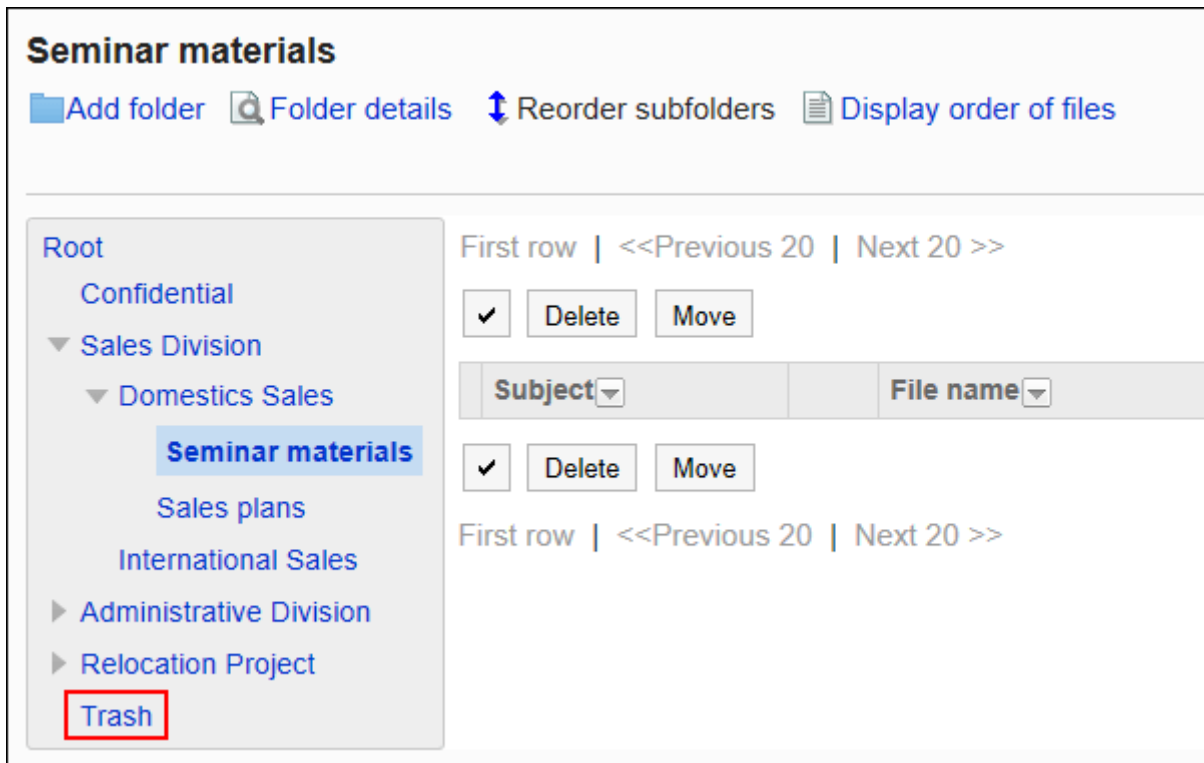 Seminar materials
Add folder Folder details Reorder subfolders Display order of files
Root
Confidential
Sales Division
Domestics Sales
Seminar materials
Sales plans
International Sales
Administrative Division
Relocation Project
Trash
First row | <<Previous 20 | Next 20 >>
Delete Move
Subject File name
Delete Move
First row | <<Previous 20 | Next 20 >>